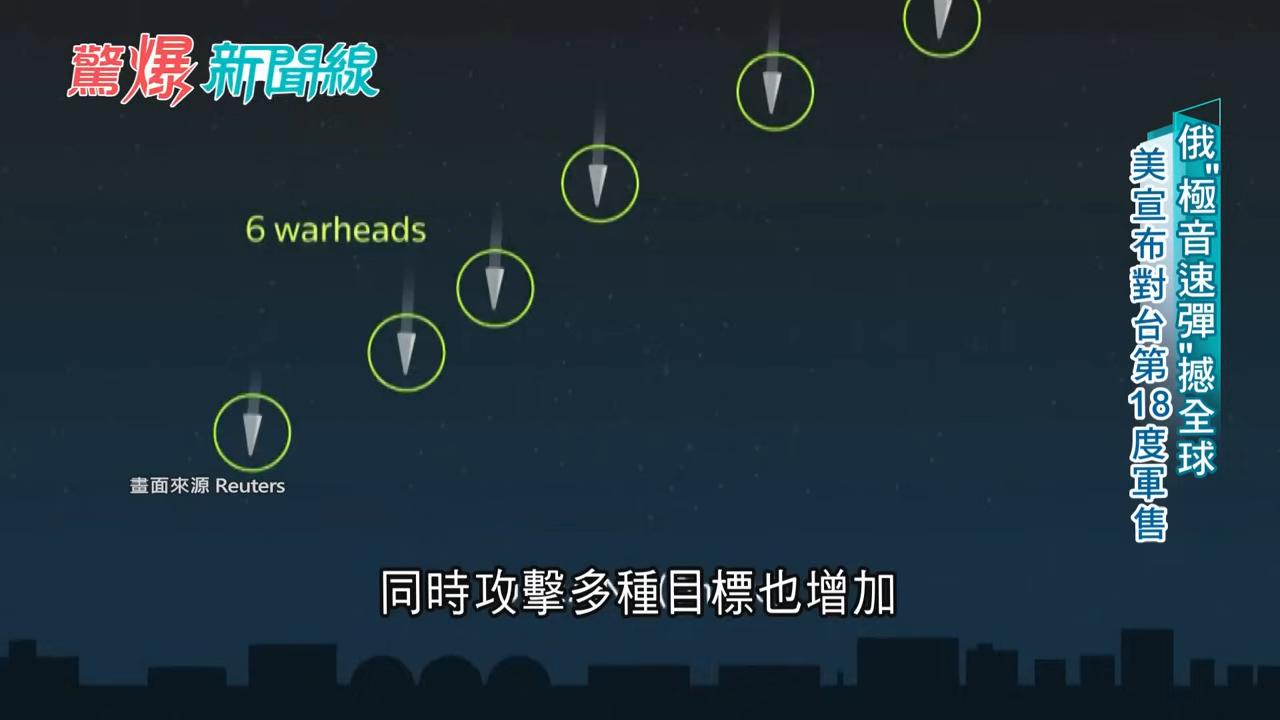 驚爆新聞線
俄"極音速彈"撼全球
美宣布對台第18度軍售
6 warheads
畫面來源 Reuters
同時攻擊多種目標也增加